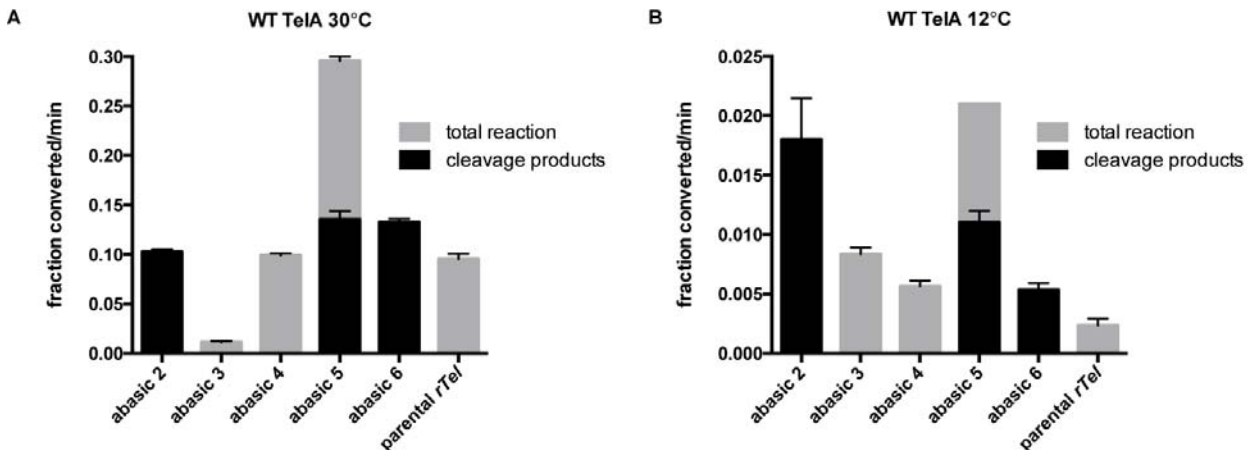 A
WT TelA 30°C
fraction converted/min
0.30
0.25
0.20
0.15
0.10
0.05
0.00
total reaction
cleavage products
abasic 2
abasic 3
abasic 4
abasic 5
abasic 6
parental rTel
B
WT TelA 12°C
fraction converted/min
0.025
0.020
0.015
0.010
0.005
0.000
total reaction
cleavage products
abasic 2
abasic 3
abasic 4
abasic 5
abasic 6
parental rTel